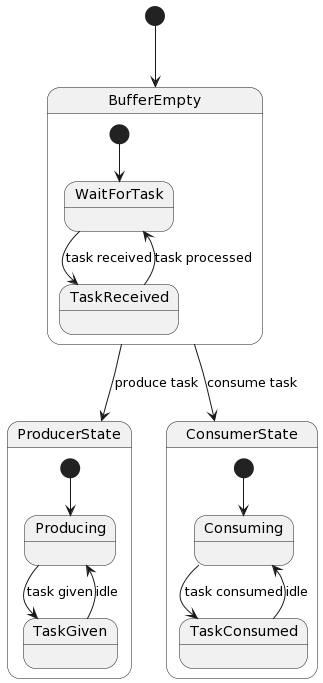 BufferEmpty
WaitForTask
task received task processed
TaskReceived
produce task consume task
ProducerState ConsumerState
Producing Consuming
task given idle task consumed idle
TaskGiven TaskConsumed